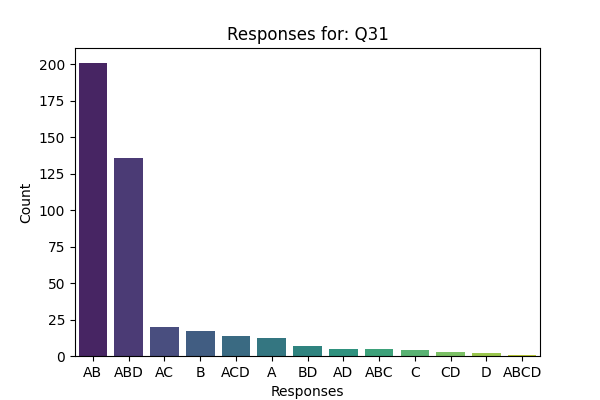 Responses for: Q31
200
175
150
125
100
75
50
25
0
Count
AB ABD AC B ACD A BD AD ABC C CD D ABCD
Responses